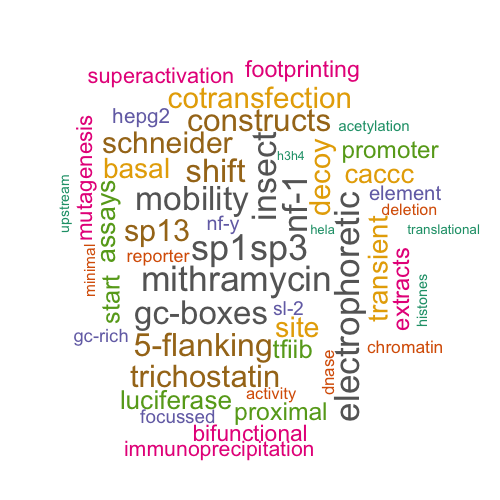 superactivation footprinting
cotransfection
hepg2 constructs acetylation
mutagenesis schneider insect h3h4 decoy promoter
basal shift caccc
upstream assays mobility nf-1 element
sp13 nf-y deletion
minimal reporter sp1sp3 hela electrophoretic transient translational
start mithramycin extracts histones
gc-boxes sl-2 site
gc-rich 5-flanking tfiib chromatin
trichostatin dnase
luciferase activity proximal
focussed
bifunctional
immunoprecipitation